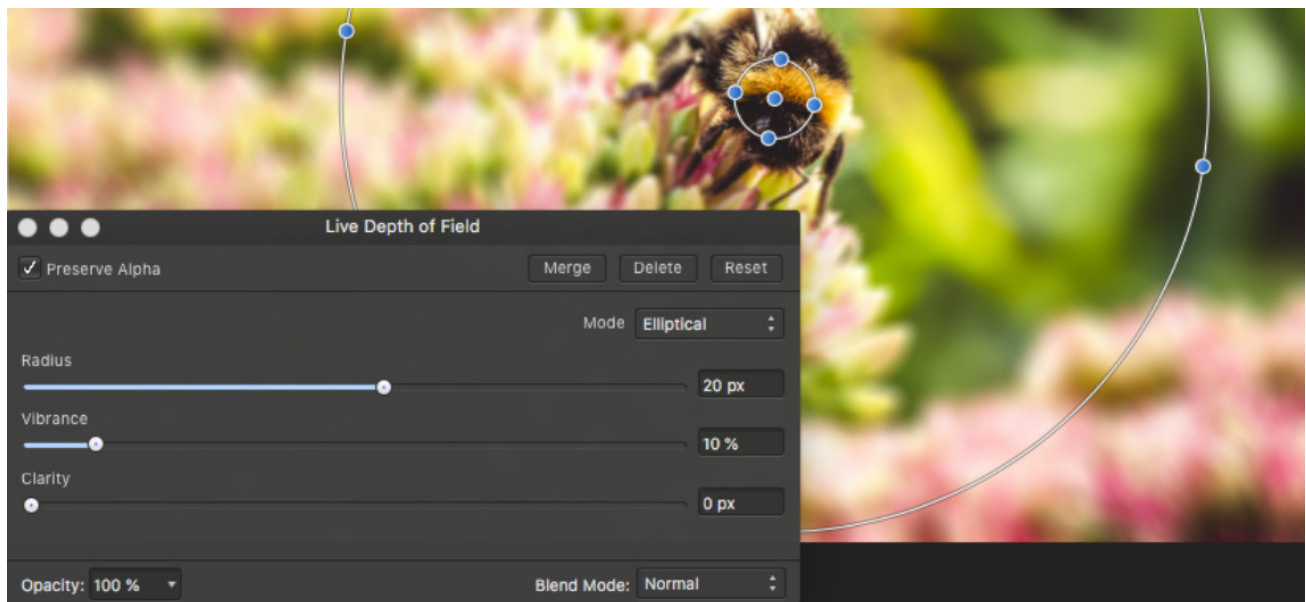 Live Depth of Field
Preserve Alpha Merge Delete Reset
Mode Elliptical
Radius
20 px
Vibrance
10 %
Clarity
0 px
Opacity: 100 % Blend Mode: Normal